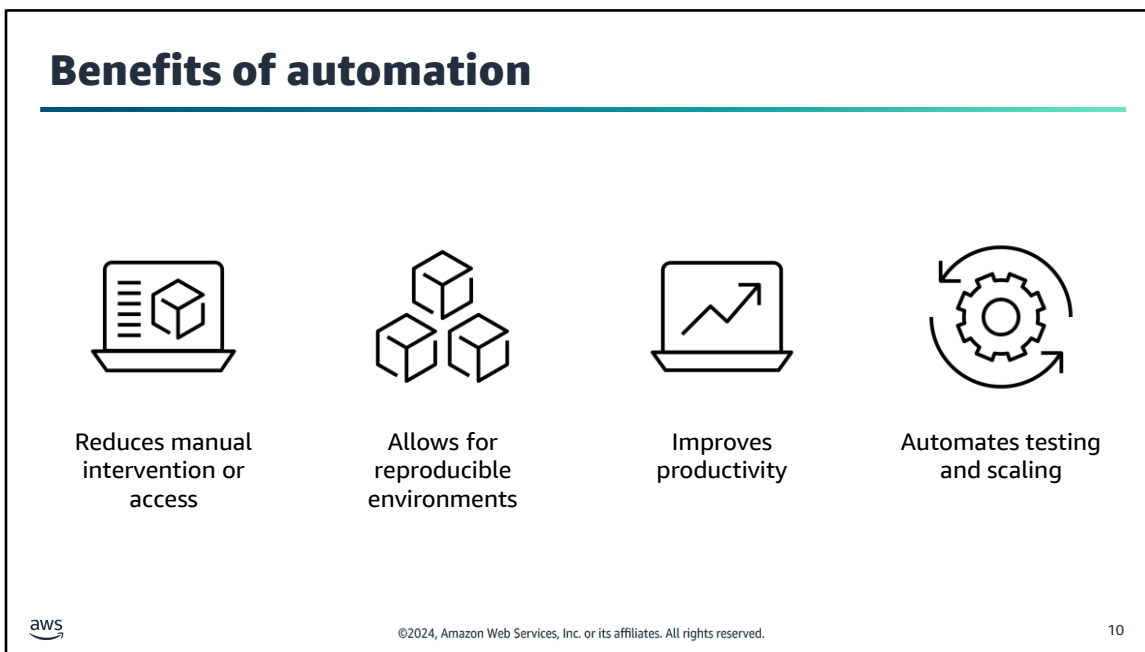 Benefits of automation
Reduces manual
intervention or
access
Allows for
reproducible
environments
Improves
productivity
Automates testing
and scaling
aws
©2024, Amazon Web Services, Inc. or its affiliates. All rights reserved.
10